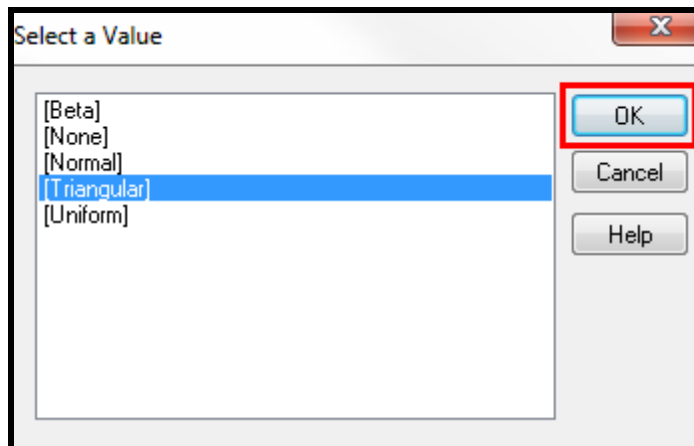 Select a Value
[Beta]
[None]
[Normal]
[Triangular]
[Uniform]
OK
Cancel
Help